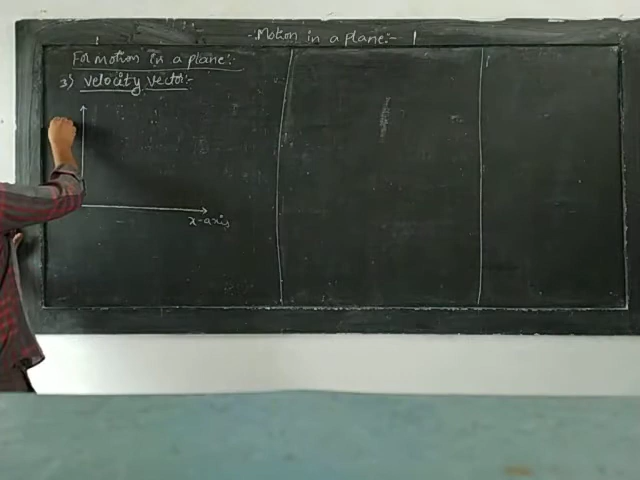 :- Motion in a plane:-
For motion in a plane:-
3) Velocity vector:-
x-axis